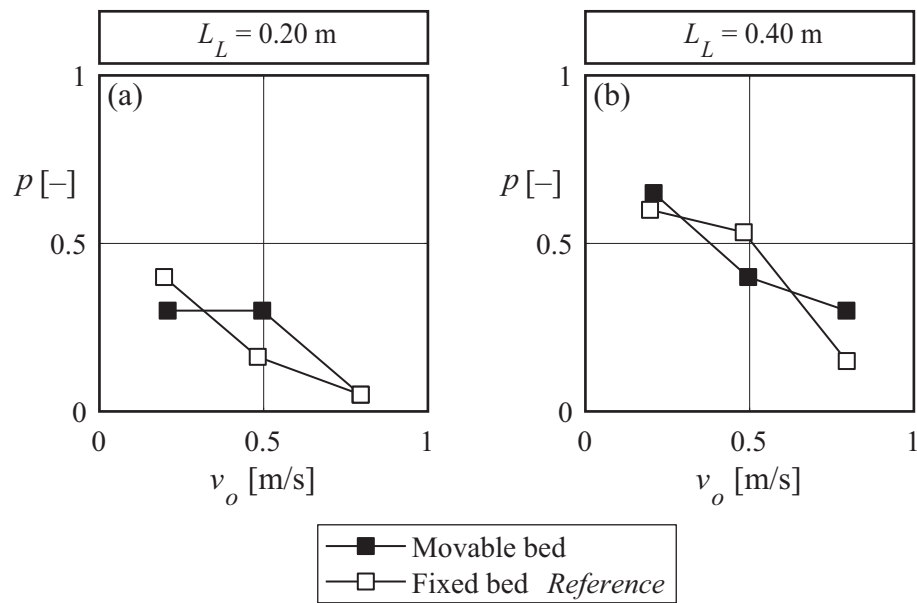 L_L = 0.20 m
L_L = 0.40 m
(a)
1
p [–]
0.5
0
0
0.5
1
v_o [m/s]
(b)
1
p [–]
0.5
0
0
0.5
1
v_o [m/s]
Movable bed
Fixed bed Reference